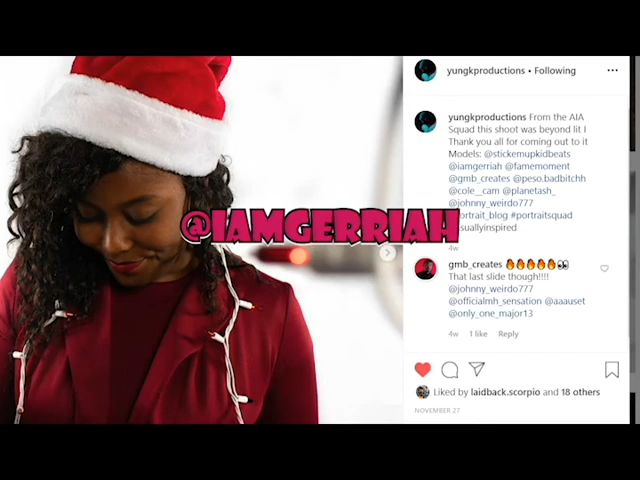 yungkproductions • Following
yungkproductions From the AIA
Squad this shoot was beyond lit I
Thank you all for coming out to it
Models: @stickemupkidbeats
@iamgerriah @famemoment
@gmb_creates @peso.badbitchh
@cole__cam @planetash_
@johnny_weirdo777
#portraitsquad
@IAMGERRIAH
4w
gmb_creates 🔥🔥🔥🔥🔥👀
That last slide though!!!!
@johnny_weirdo777
@officialmh_sensation @aaauset
@only_one_major13
4w 1 like Reply
Liked by laidback.scorpio and 18 others
NOVEMBER 27